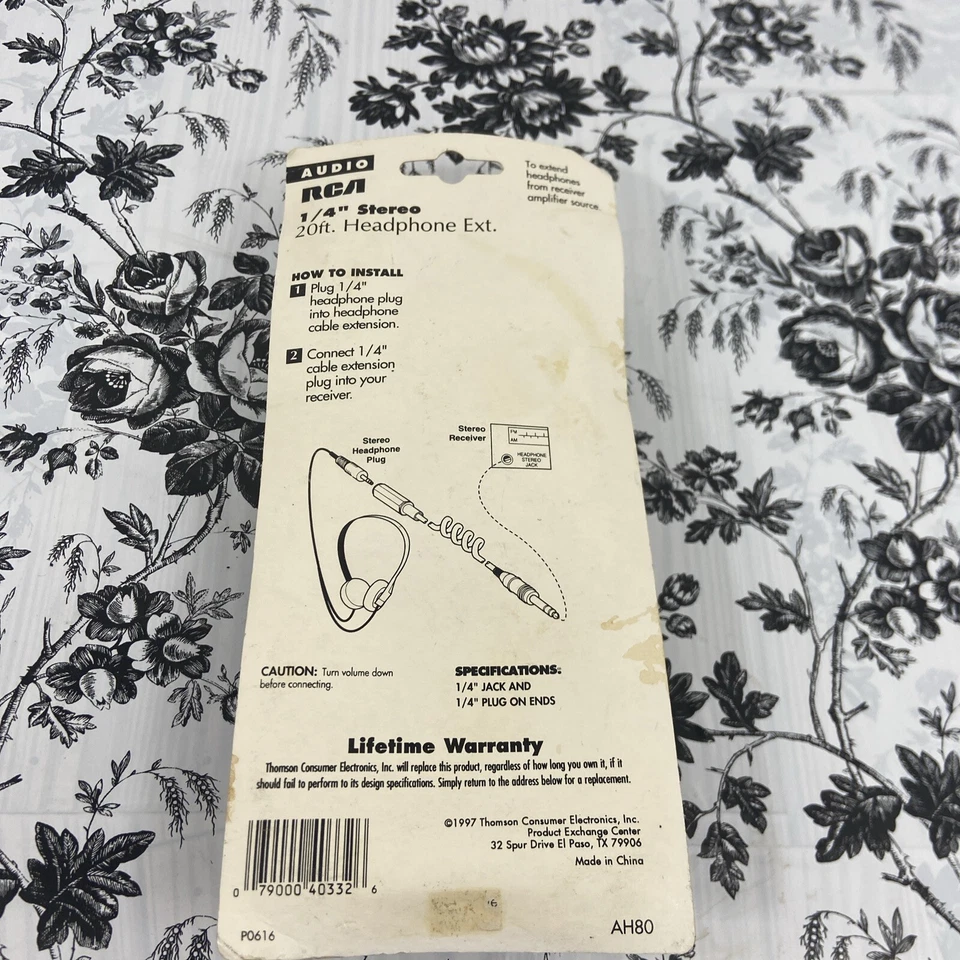 AUDIO
RCA
1/4" Stereo
20ft. Headphone Ext.
To extend
headphones
from receiver
amplifier source.
HOW TO INSTALL
1 Plug 1/4"
headphone plug
into headphone
cable extension.
2 Connect 1/4"
cable extension
plug into your
receiver.
Stereo
Headphone
Plug
Stereo
Receiver
FM
AM
HEADPHONE
STEREO
JACK
CAUTION: Turn volume down
before connecting.
SPECIFICATIONS:
1/4" JACK AND
1/4" PLUG ON ENDS
Lifetime Warranty
Thomson Consumer Electronics, Inc. will replace this product, regardless of how long you own it, if it
should fail to perform to its design specifications. Simply return to the address below for a replacement.
©1997 Thomson Consumer Electronics, Inc.
Product Exchange Center
32 Spur Drive El Paso, TX 79906
Made in China
0 79000 40332 6
P0616
AH80